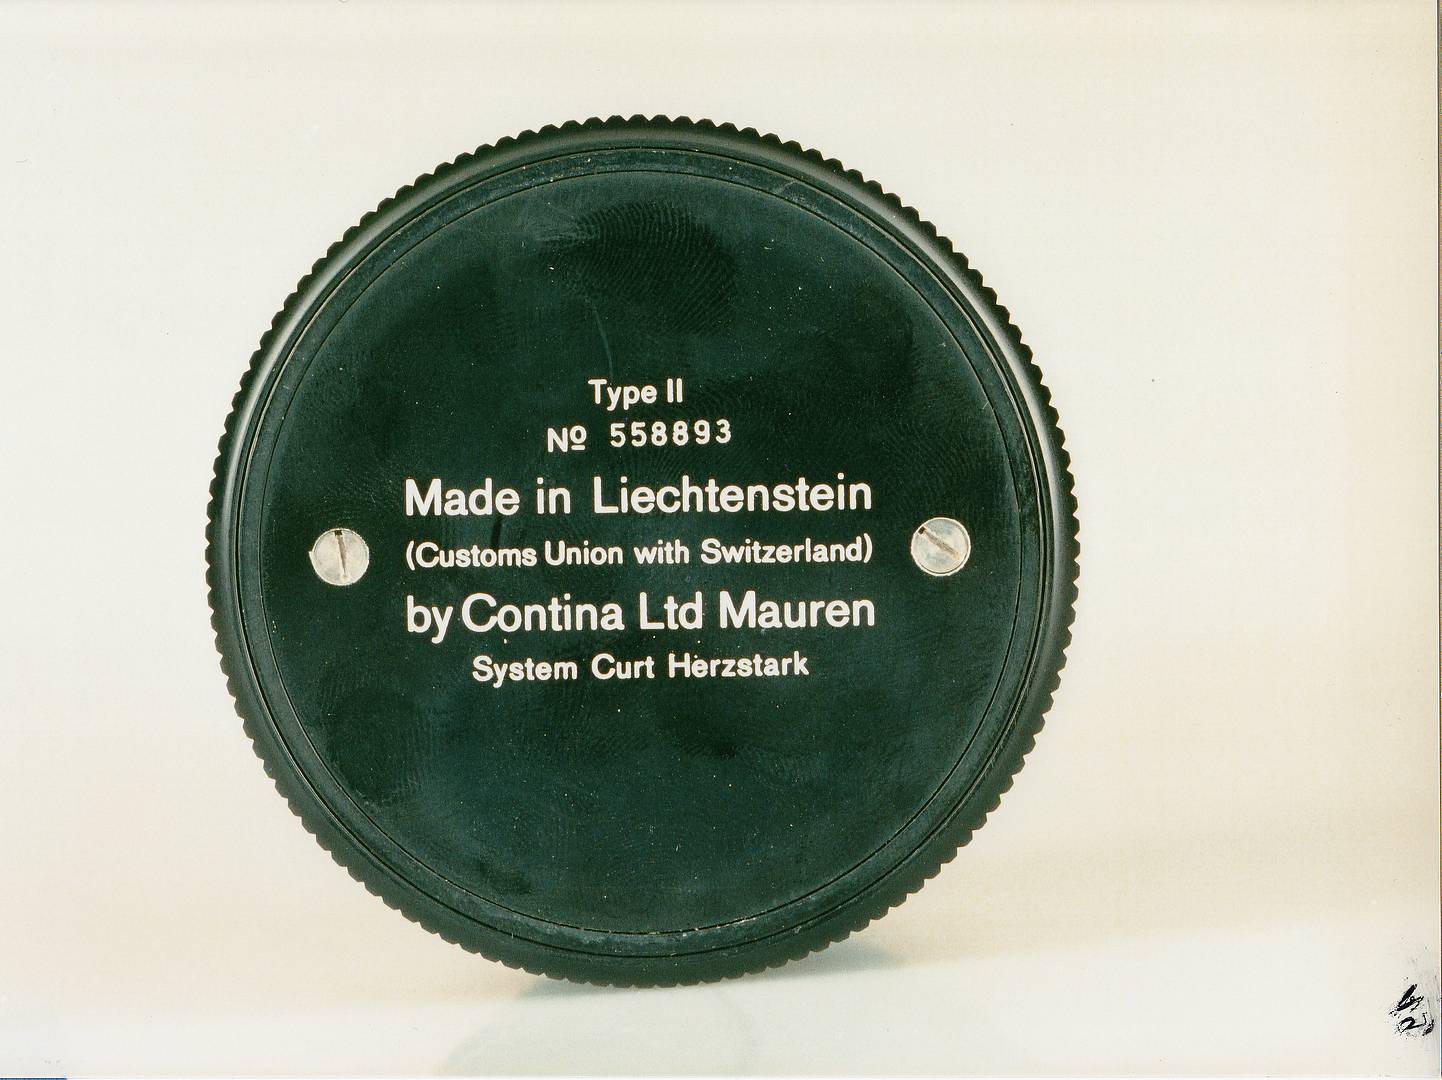 Type II
Nº 558893
Made in Liechtenstein
(Customs Union with Switzerland)
by Contina Ltd Mauren
System Curt Herzstark